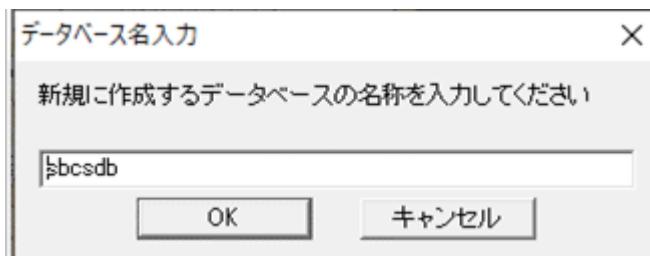 データベース名入力
新規に作成するデータベースの名称を入力してください
sbcsdb
OK
キャンセル